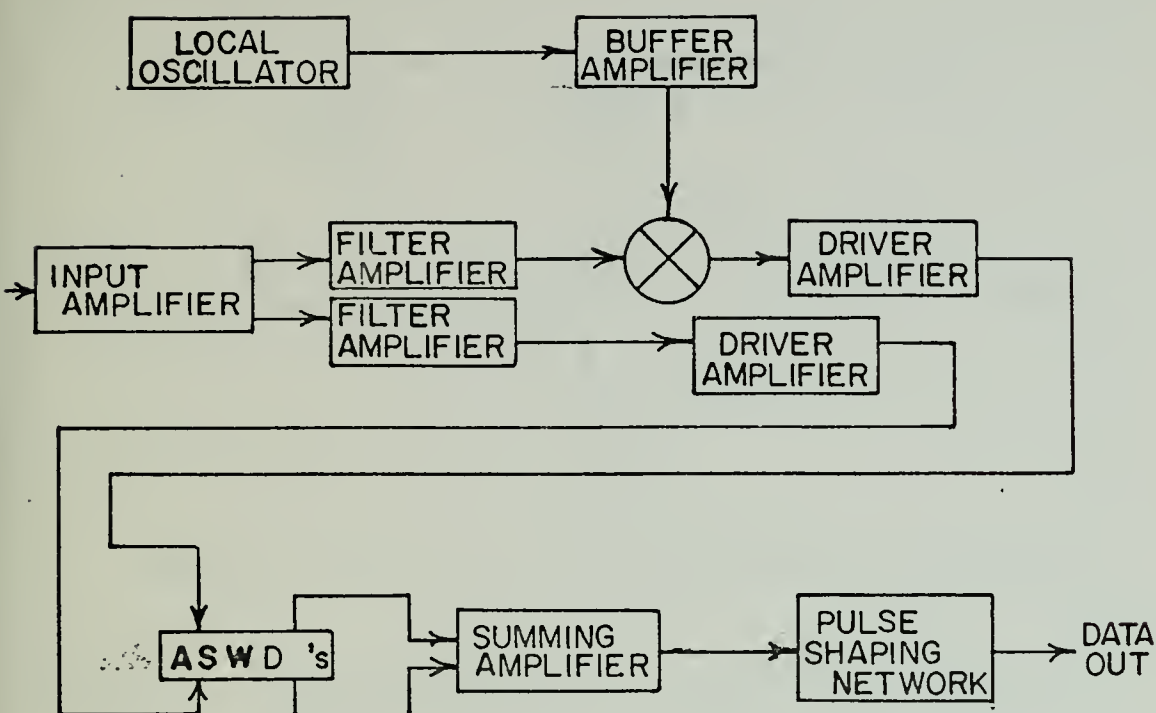 LOCAL
OSCILLATOR
BUFFER
AMPLIFIER
INPUT
AMPLIFIER
FILTER
AMPLIFIER
DRIVER
AMPLIFIER
FILTER
AMPLIFIER
DRIVER
AMPLIFIER
ASWD 's
SUMMING
AMPLIFIER
PULSE
SHAPING
NETWORK
DATA
OUT